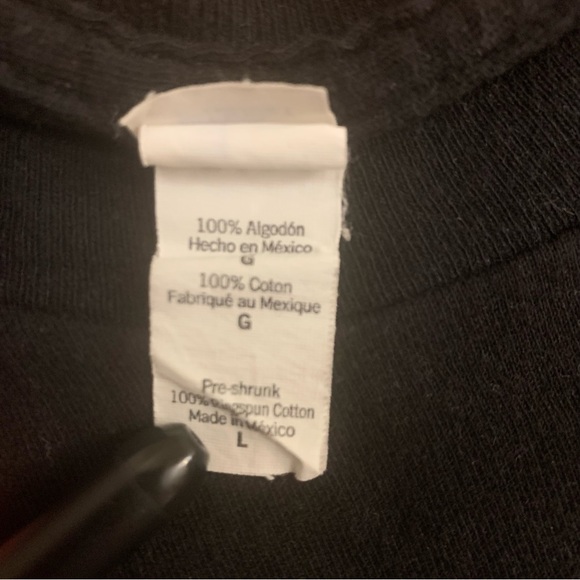 100% Algodón
Hecho en México
G
100% Coton
Fabriqué au Mexique
G
Pre-shrunk
100% Cotton
Made in México
L